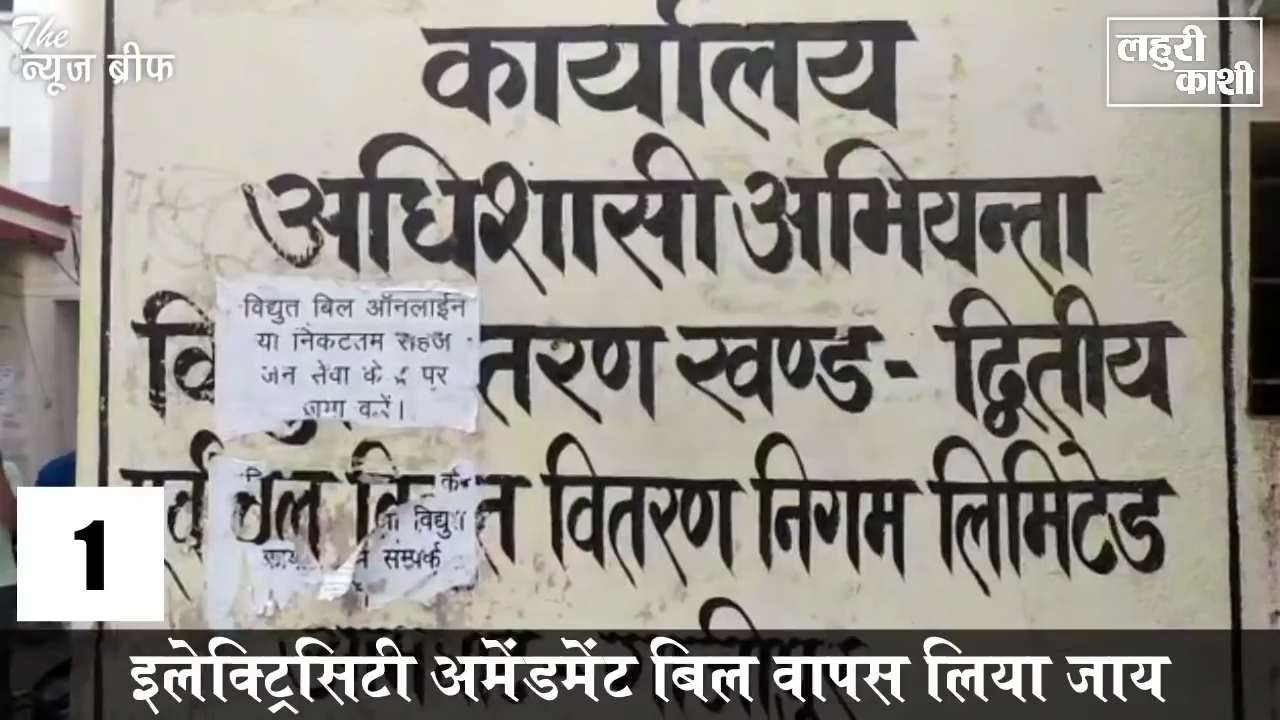 The
न्यूज ब्रीफ
लहुरी
काशी
कार्यालय
अधिशासी अभियन्ता
तरण खण्ड- द्वितीय
वितरण निगम लिमिटेड
विद्युत बिल ऑनलाईन
या निकटतम सहज
जन सेवा के पर
करें।
विद्युत
संम्पर्क
1
इलेक्ट्रिसिटी अमेंडमेंट बिल वापस लिया जाय